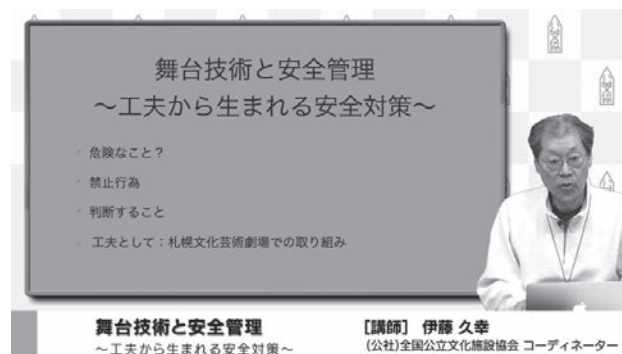 舞台技術と安全管理
〜工夫から生まれる安全対策〜
危険なこと？
禁止行為
判断すること
工夫として：札幌文化芸術劇場での取り組み
舞台技術と安全管理
〜工夫から生まれる安全対策〜
［講師］ 伊藤 久幸
(公社)全国公立文化施設協会 コーディネーター